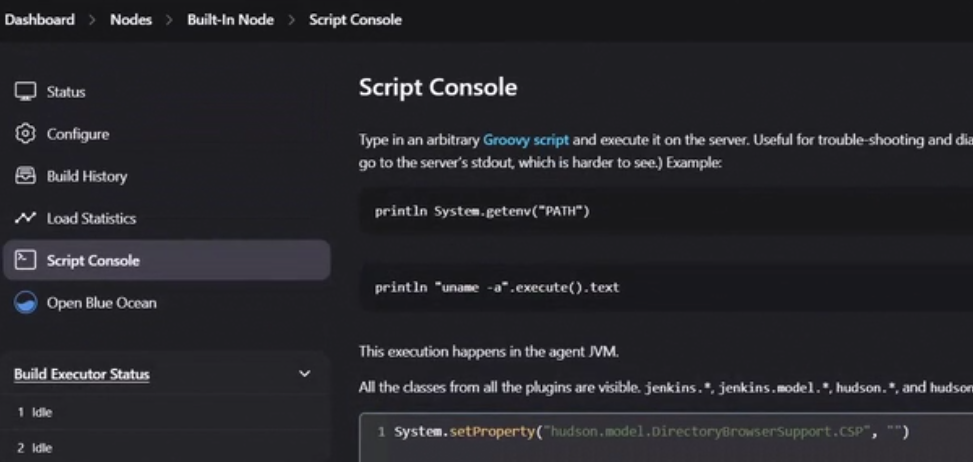 Dashboard > Nodes > Built-In Node > Script Console
Status
Configure
Build History
Load Statistics
Script Console
Open Blue Ocean
Build Executor Status
1 Idle
2 Idle
Script Console
Type in an arbitrary Groovy script and execute it on the server. Useful for trouble-shooting and dia
go to the server's stdout, which is harder to see.) Example:
println System.getenv("PATH")
println "uname -a".execute().text
This execution happens in the agent JVM.
All the classes from all the plugins are visible. jenkins.*, jenkins.model.*, hudson.*, and hudson
1 System.setProperty("hudson.model.DirectoryBrowserSupport.CSP", "")